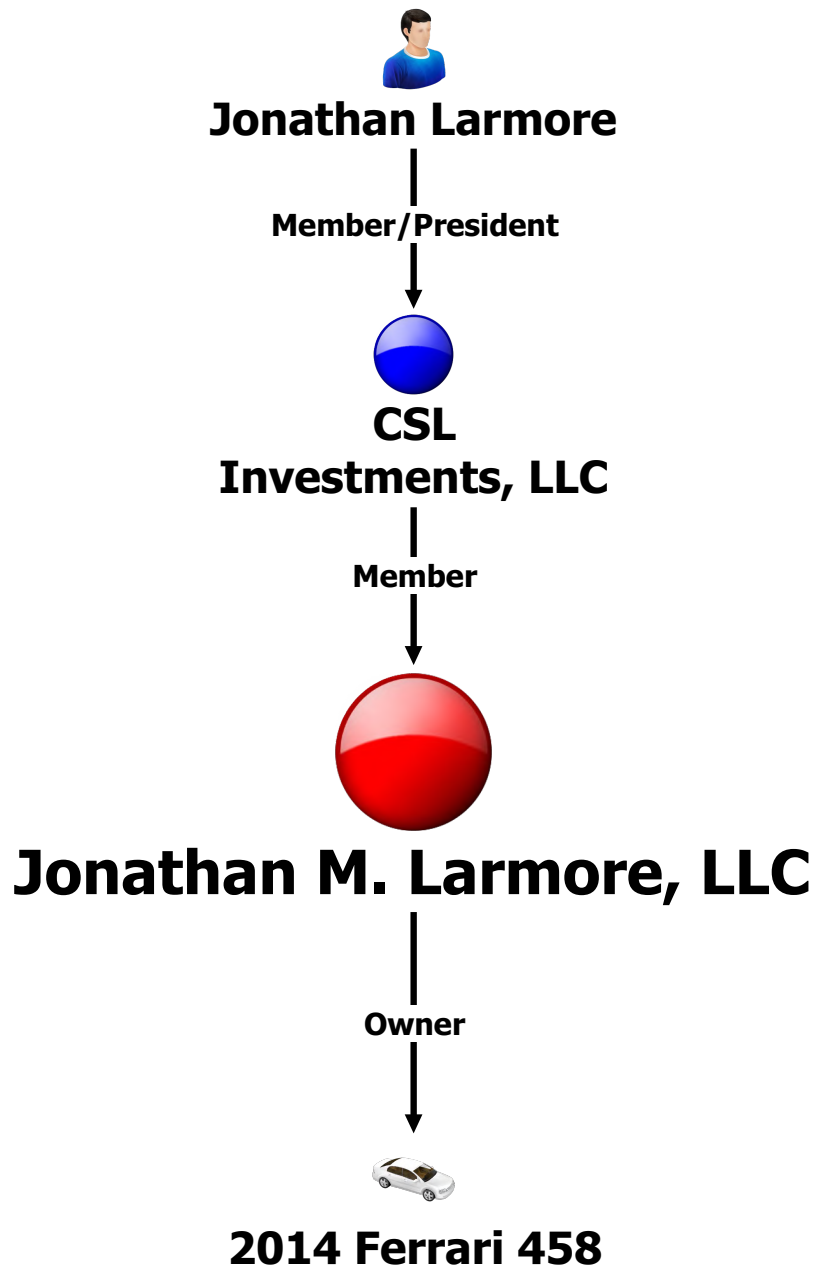 Jonathan Larmore
Member/President
CSL
Investments, LLC
Member
Jonathan M. Larmore, LLC
Owner
2014 Ferrari 458